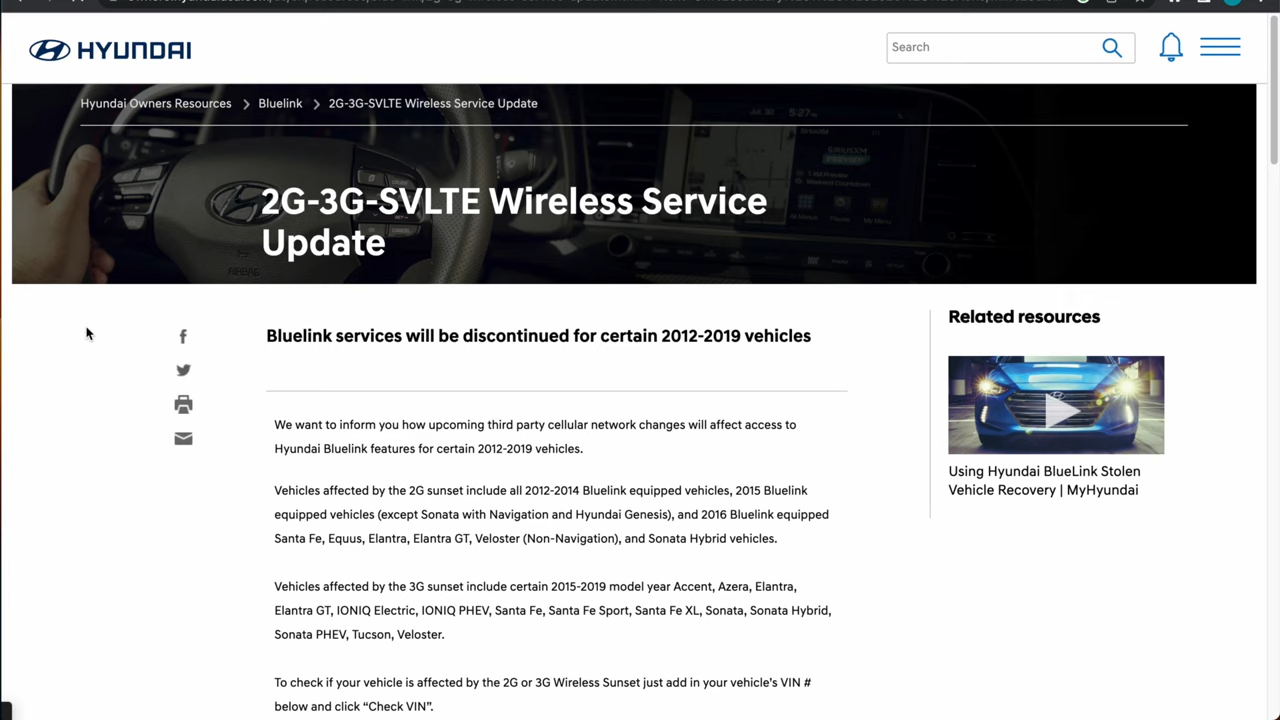 HYUNDAI
Search
Hyundai Owners Resources > Bluelink > 2G-3G-SVLTE Wireless Service Update
2G-3G-SVLTE Wireless Service
Update
Bluelink services will be discontinued for certain 2012-2019 vehicles
We want to inform you how upcoming third party cellular network changes will affect access to
Hyundai Bluelink features for certain 2012-2019 vehicles.
Vehicles affected by the 2G sunset include all 2012-2014 Bluelink equipped vehicles, 2015 Bluelink
equipped vehicles (except Sonata with Navigation and Hyundai Genesis), and 2016 Bluelink equipped
Santa Fe, Equus, Elantra, Elantra GT, Veloster (Non-Navigation), and Sonata Hybrid vehicles.
Vehicles affected by the 3G sunset include certain 2015-2019 model year Accent, Azera, Elantra,
Elantra GT, IONIQ Electric, IONIQ PHEV, Santa Fe, Santa Fe Sport, Santa Fe XL, Sonata, Sonata Hybrid,
Sonata PHEV, Tucson, Veloster.
To check if your vehicle is affected by the 2G or 3G Wireless Sunset just add in your vehicle's VIN #
below and click “Check VIN”.
Related resources
Using Hyundai BlueLink Stolen
Vehicle Recovery | MyHyundai